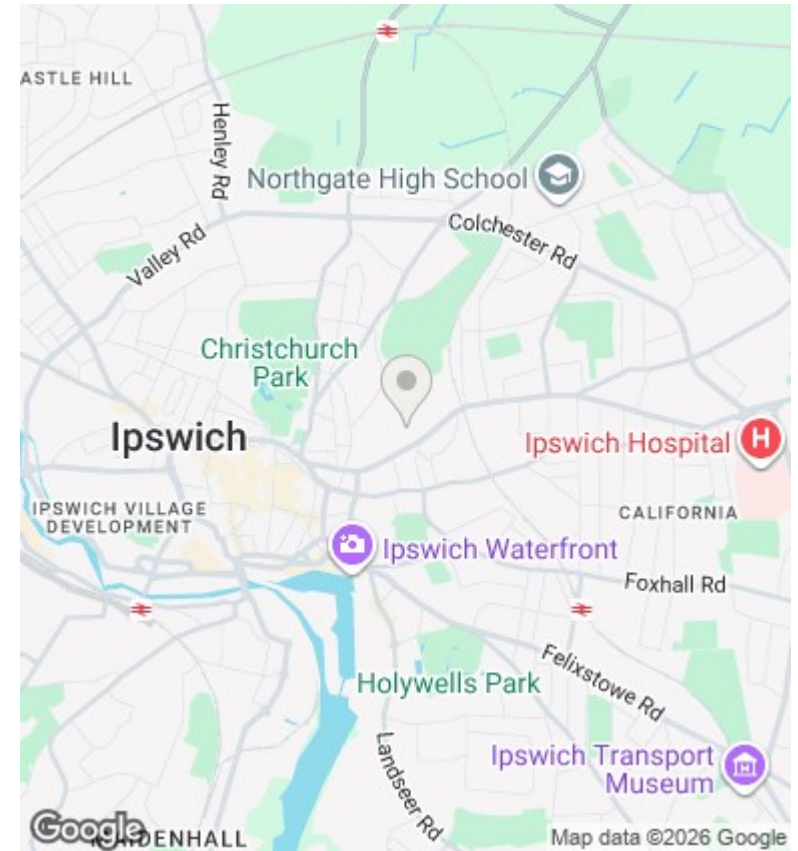 ASTLE HILL
Henley Rd
Northgate High School
Colchester Rd
Valley Rd
Christchurch
Park
Ipswich
Ipswich Hospital
H
IPSWICH VILLAGE
DEVELOPMENT
CALIFORNIA
Ipswich Waterfront
Foxhall Rd
Holywells Park
Felixstowe Rd
Landseer Rd
Ipswich Transport
Museum
Google
AIDENHALL
Map data ©2026 Google